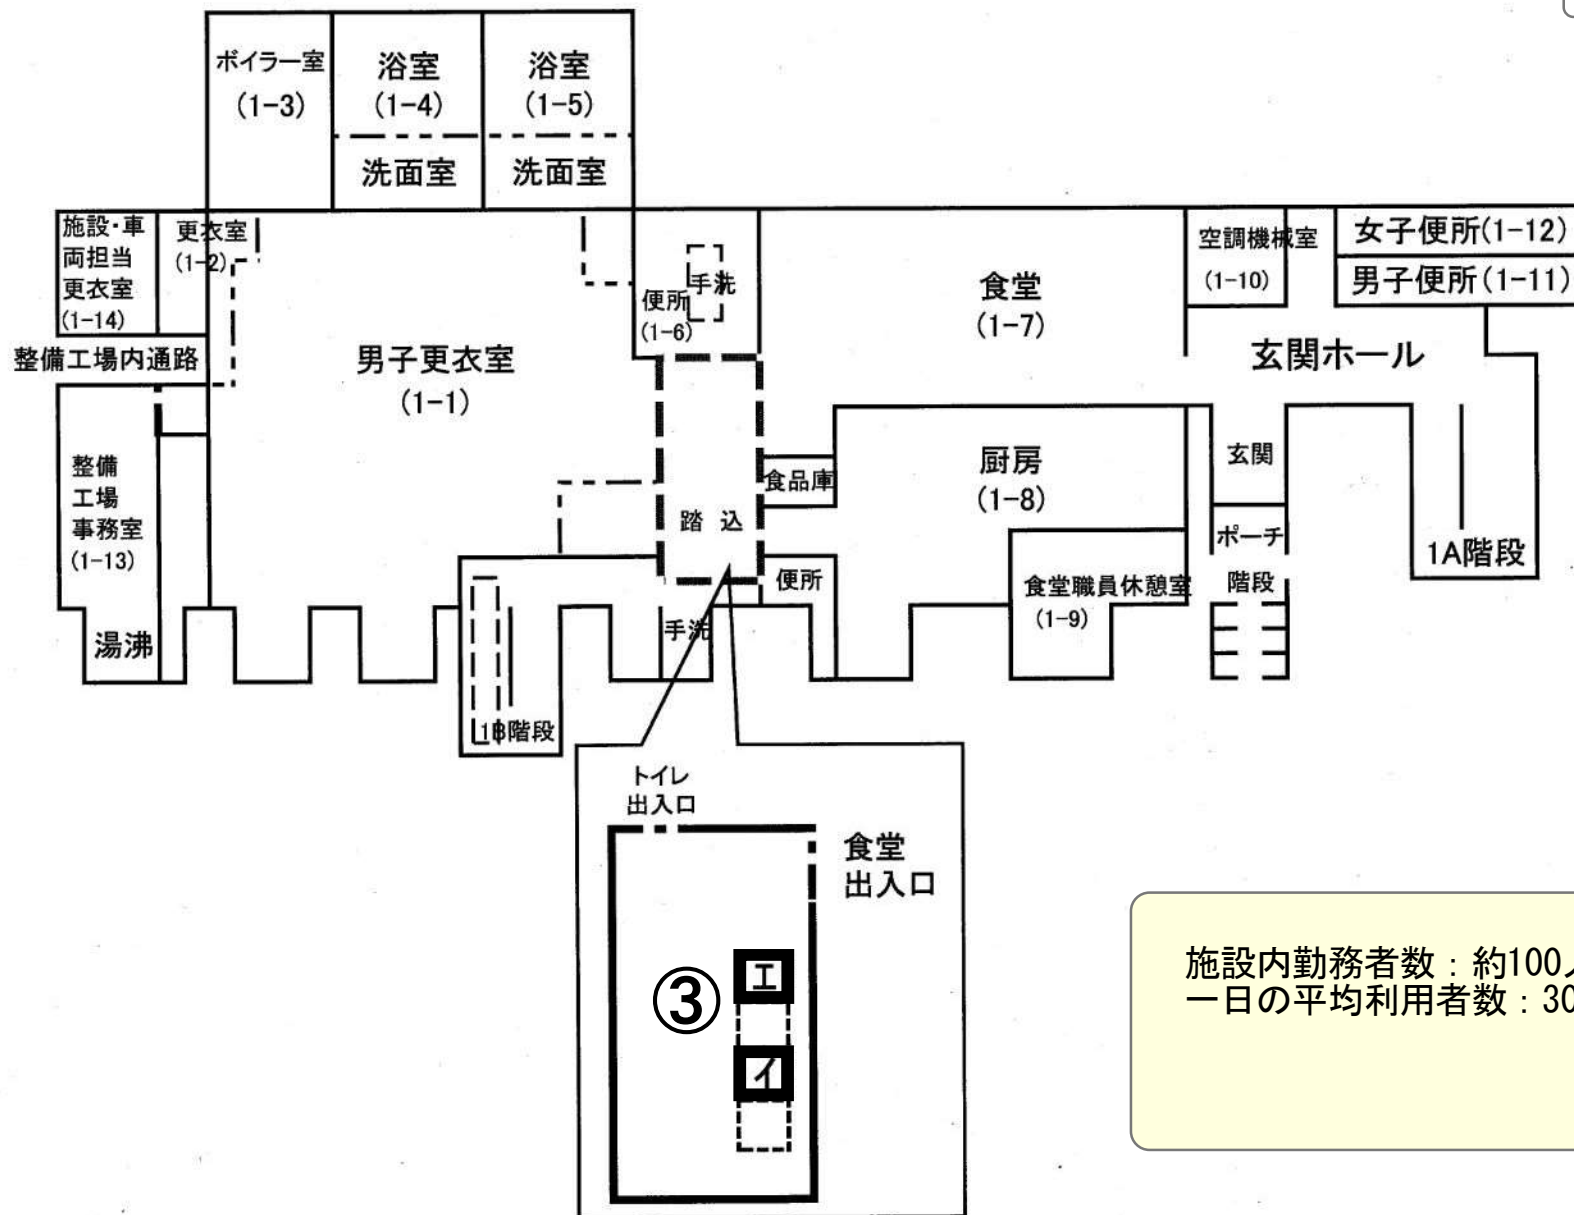 ボイラー室
(1-3)
浴室
(1-4)
洗面室
浴室
(1-5)
洗面室
施設・車
両担当
更衣室
(1-14)
更衣室
(1-2)
手洗
便所
(1-6)
食堂
(1-7)
空調機械室
(1-10)
女子便所(1-12)
男子便所(1-11)
整備工場内通路
男子更衣室
(1-1)
玄関ホール
整備
工場
事務室
(1-13)
湯沸
食品庫
踏 込
厨房
(1-8)
玄関
ポーチ
階段
1A階段
便所
食堂職員休憩室
(1-9)
手洗
1B階段
トイレ
出入口
食堂
出入口
③
エ
イ
施設内勤務者数：約100
一日の平均利用者数：30